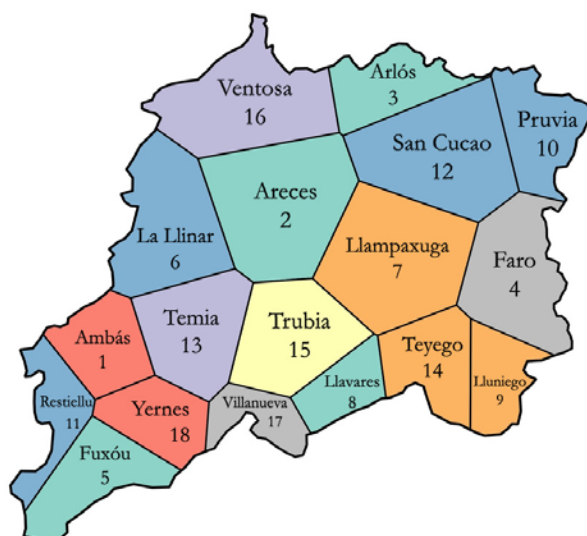 Arlós
3
Ventosa
16
Pruvia
10
San Cucao
12
Areces
2
La Llinar
6
Llampaxuga
7
Faro
4
Temia
13
Trubia
15
Ambás
1
Teyego
14
Lluniego
9
Llavares
8
Restiellu
11
Yernes
18
Villanueva
17
Fuxóu
5